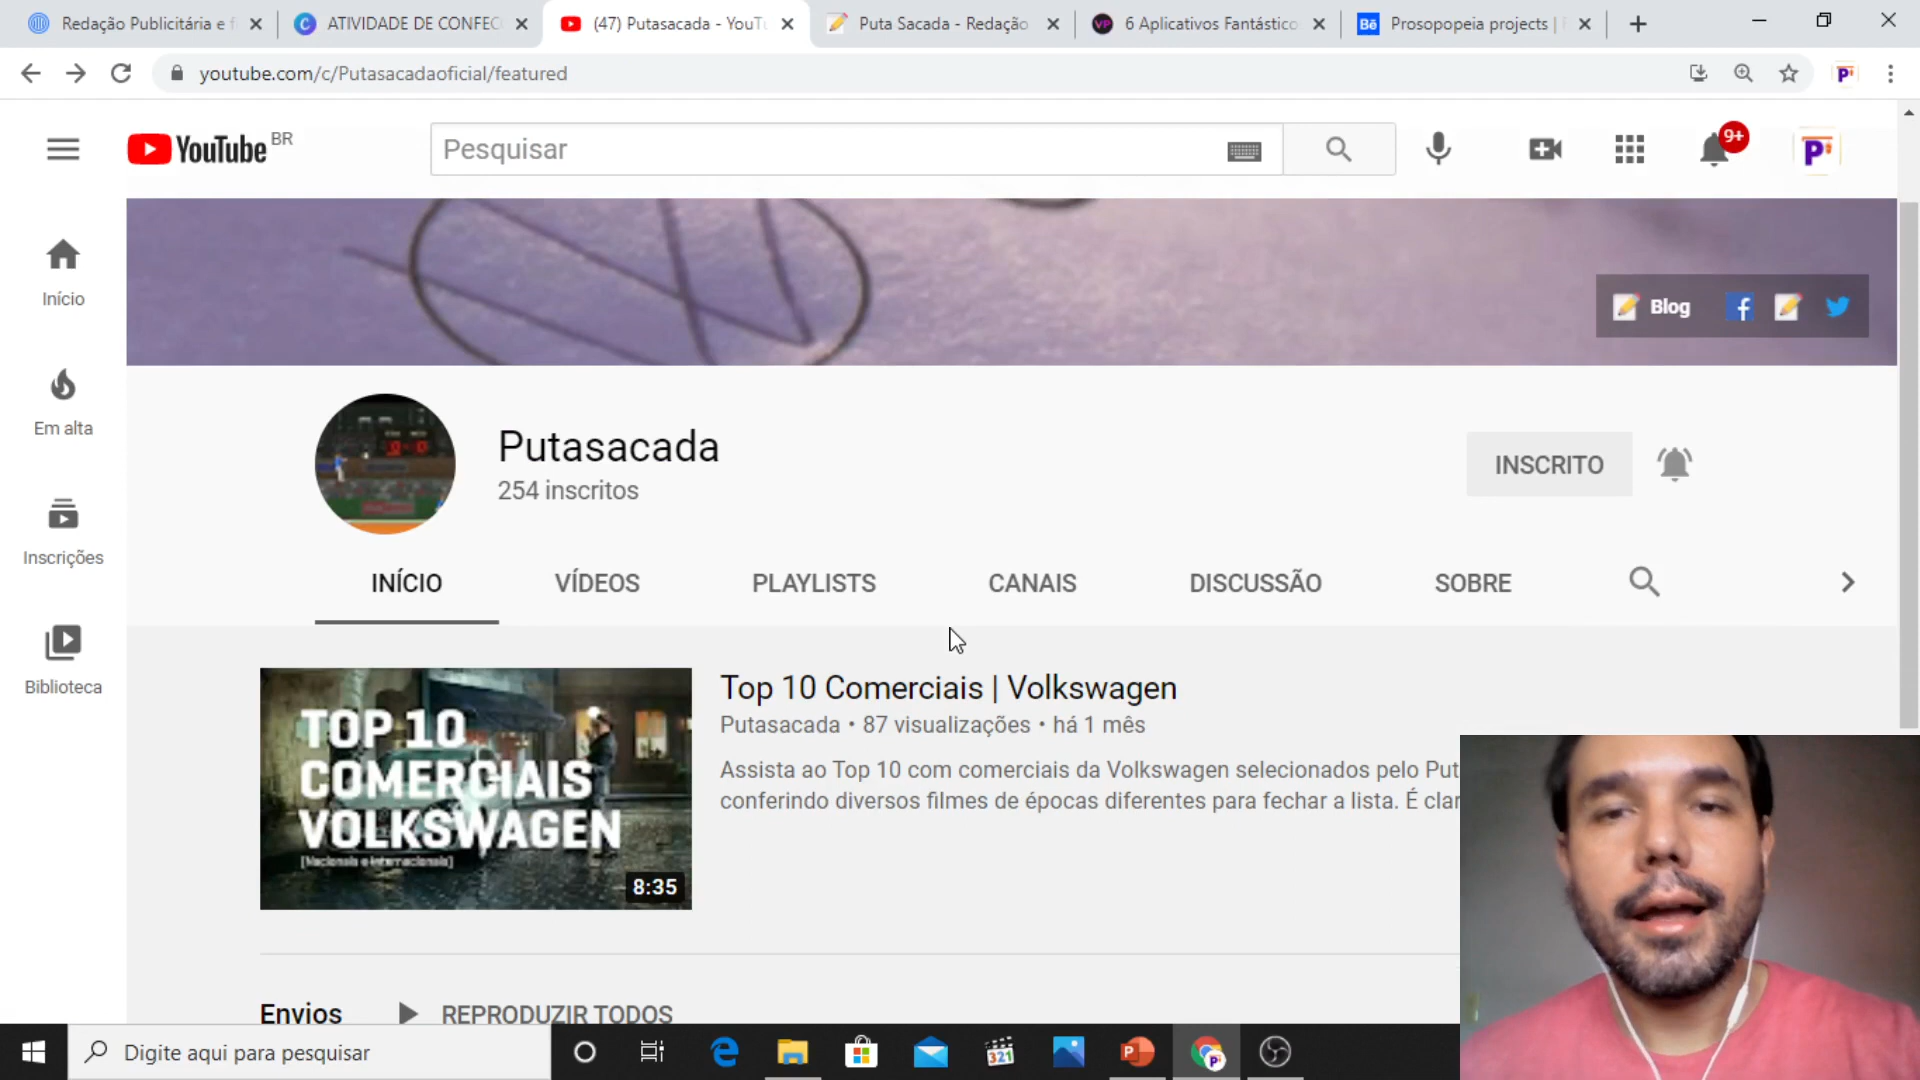 Redação Publicitária e
ATIVIDADE DE CONFEC
(47) Putasacada - YouTu
Puta Sacada - Redação
6 Aplicativos Fantástico
Prosopopeia projects |
youtube.com/c/Putasacadaoficial/featured
YouTube BR
Pesquisar
9+
Início
Em alta
Inscrições
Biblioteca
Blog
Putasacada
254 inscritos
INSCRITO
INÍCIO
VÍDEOS
PLAYLISTS
CANAIS
DISCUSSÃO
SOBRE
TOP 10
COMERCIAIS
VOLKSWAGEN
[Nacionais e Internacionais]
8:35
Top 10 Comerciais | Volkswagen
Putasacada • 87 visualizações • há 1 mês
Assista ao Top 10 com comerciais da Volkswagen selecionados pelo Put
conferindo diversos filmes de épocas diferentes para fechar a lista. É clar
Envios
REPRODUZIR TODOS
Digite aqui para pesquisar
321